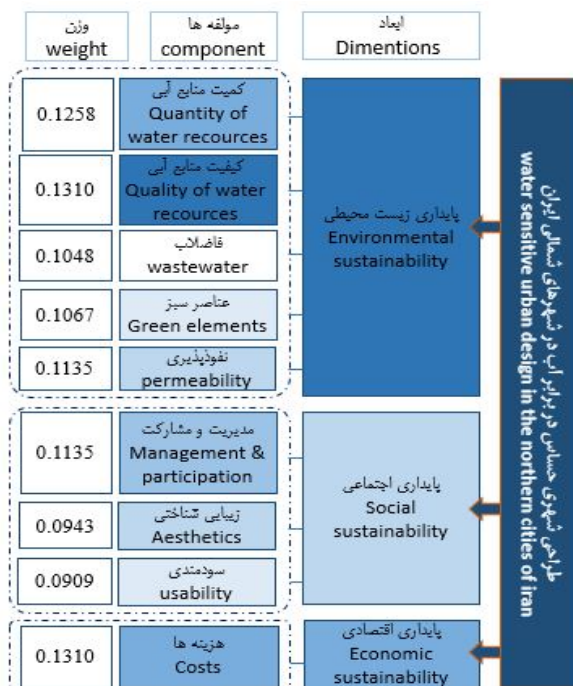 وزن
weight
مولفه ها
component
ابعاد
Dimentions
0.1258
کمیت منابع آبی
Quantity of
water recources
0.1310
کیفیت منابع آبی
Quality of water
recources
0.1048
فاضلاب
wastewater
0.1067
عناصر سبز
Green elements
0.1135
نفوذپذیری
permeability
پایداری زیست محیطی
Environmental
sustainability
0.1135
مدیریت و مشارکت
Management &
participation
0.0943
زیبایی شناختی
Aesthetics
0.0909
سودمندی
usability
پایداری اجتماعی
Social
sustainability
0.1310
هزینه ها
Costs
پایداری اقتصادی
Economic
sustainability
طراحی شهری حساس در برابر آب در شهرهای شمالی ایران
water sensitive urban design in the northern cities of iran